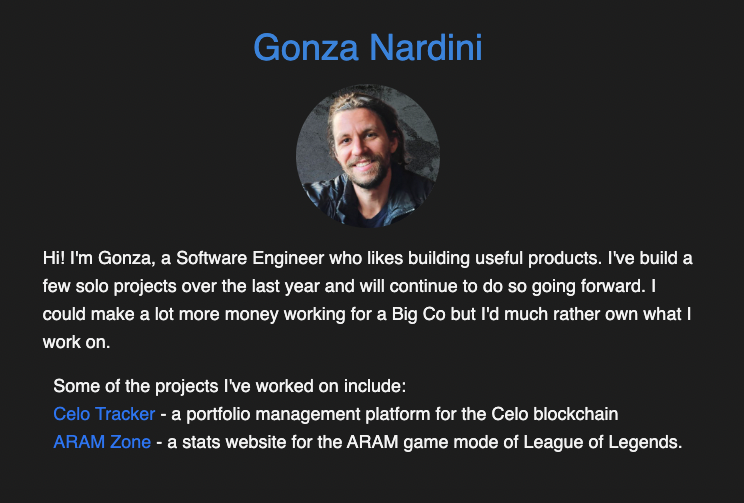 Gonza Nardini
Hi! I'm Gonza, a Software Engineer who likes building useful products. I've build a
few solo projects over the last year and will continue to do so going forward. I
could make a lot more money working for a Big Co but I'd much rather own what I
work on.
Some of the projects I've worked on include:
Celo Tracker - a portfolio management platform for the Celo blockchain
ARAM Zone - a stats website for the ARAM game mode of League of Legends.